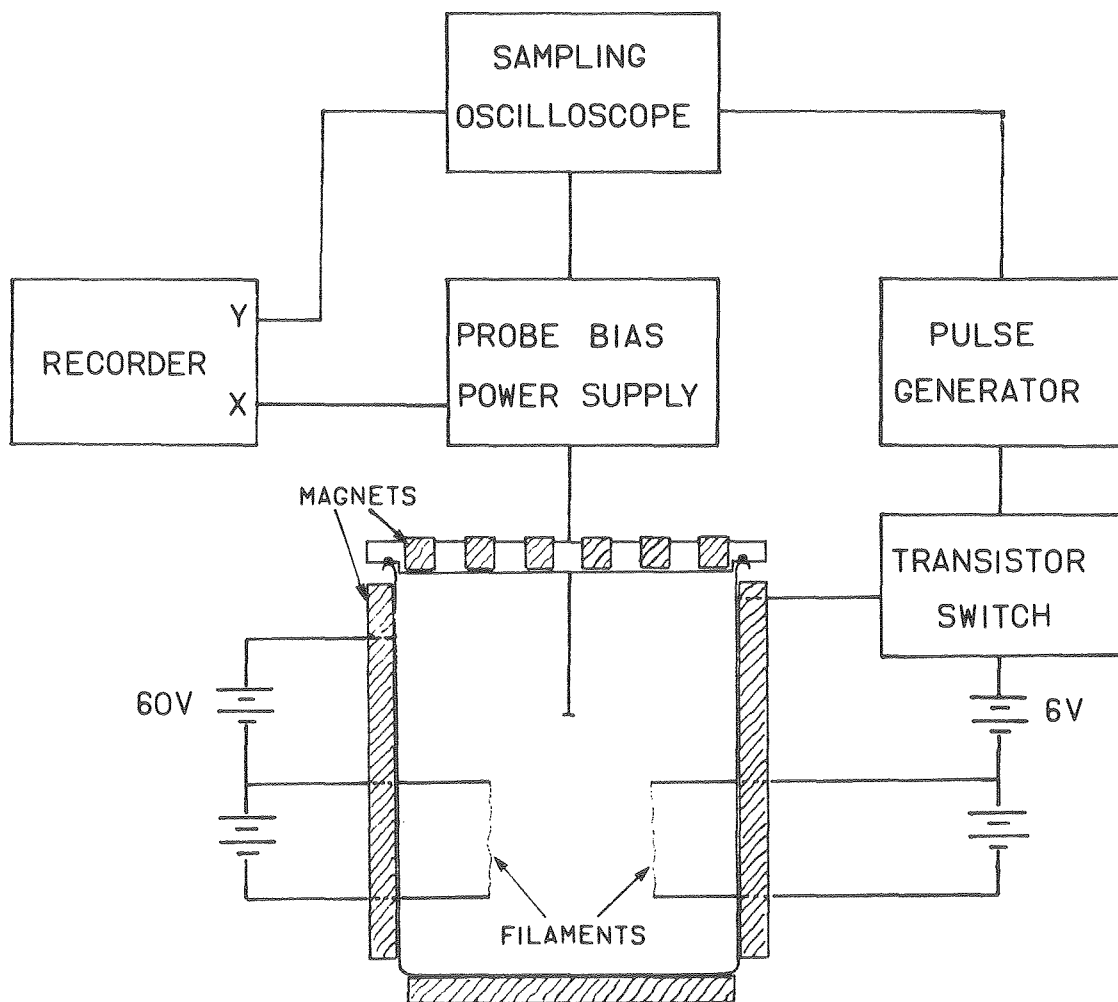 SAMPLING
OSCILLOSCOPE
Y
RECORDER
X
PROBE BIAS
POWER SUPPLY
PULSE
GENERATOR
MAGNETS
TRANSISTOR
SWITCH
60V
6V
FILAMENTS